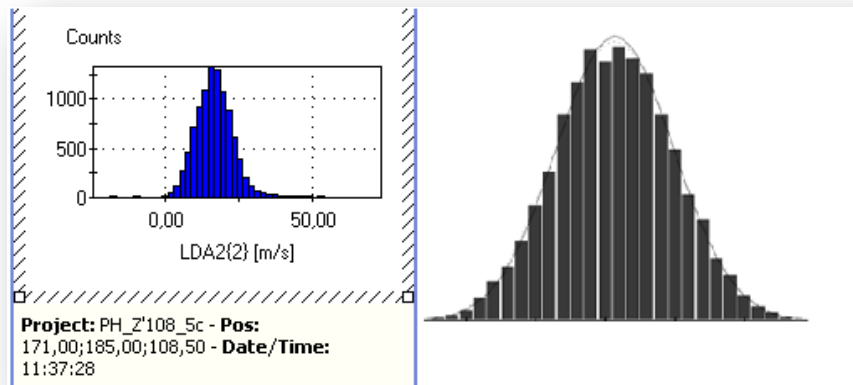 Counts
1000
500
0
0,00 50,00
LDA2{2} [m/s]
Project: PH_Z'108_5c - Pos:
171,00;185,00;108,50 - Date/Time:
11:37:28